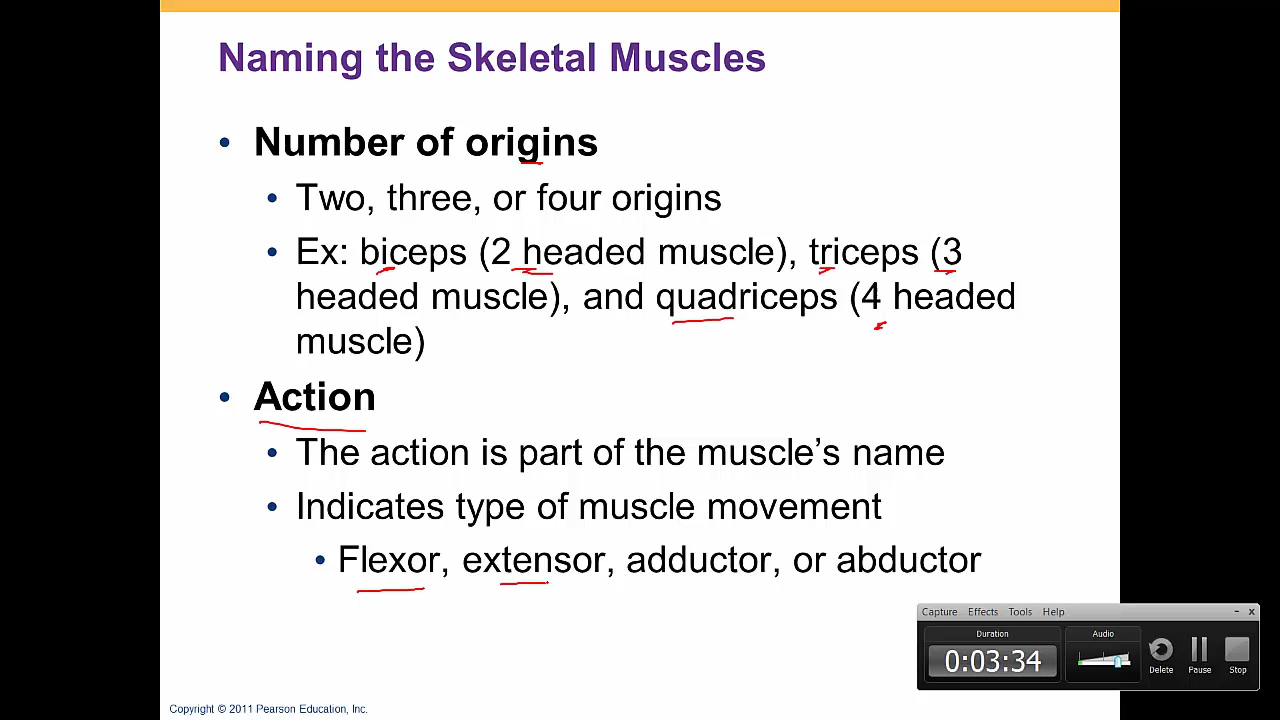 Naming the Skeletal Muscles
• Number of origins
• Two, three, or four origins
• Ex: biceps (2 headed muscle), triceps (3
headed muscle), and quadriceps (4 headed
muscle)
• Action
• The action is part of the muscle’s name
• Indicates type of muscle movement
• Flexor, extensor, adductor, or abductor
Capture Effects Tools Help
Duration
Audio
0:03:34
Delete Pause Stop
Copyright © 2011 Pearson Education, Inc.